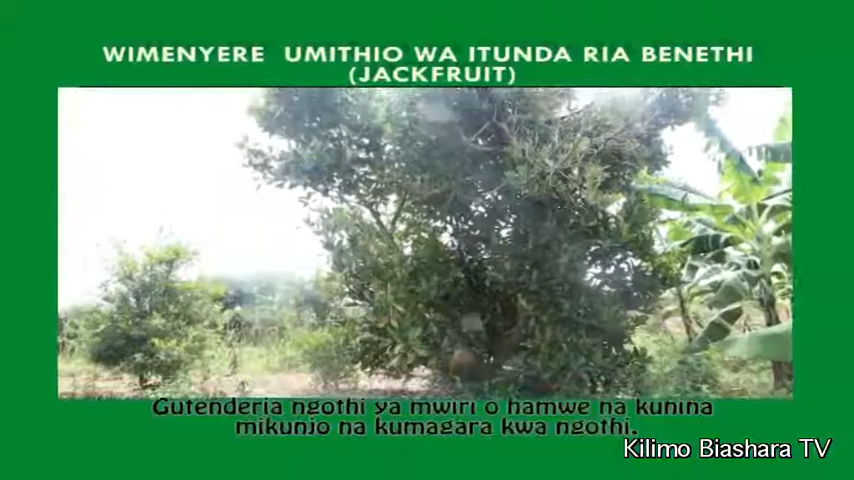 WIMENYERE UMITHIO WA ITUNDA RIA BENETHI
(JACKFRUIT)
Gutenderia ngothi ya mwiri o hamwe na kunina
mikunjo na kumagara kwa ngothi.
Kilimo Biashara TV